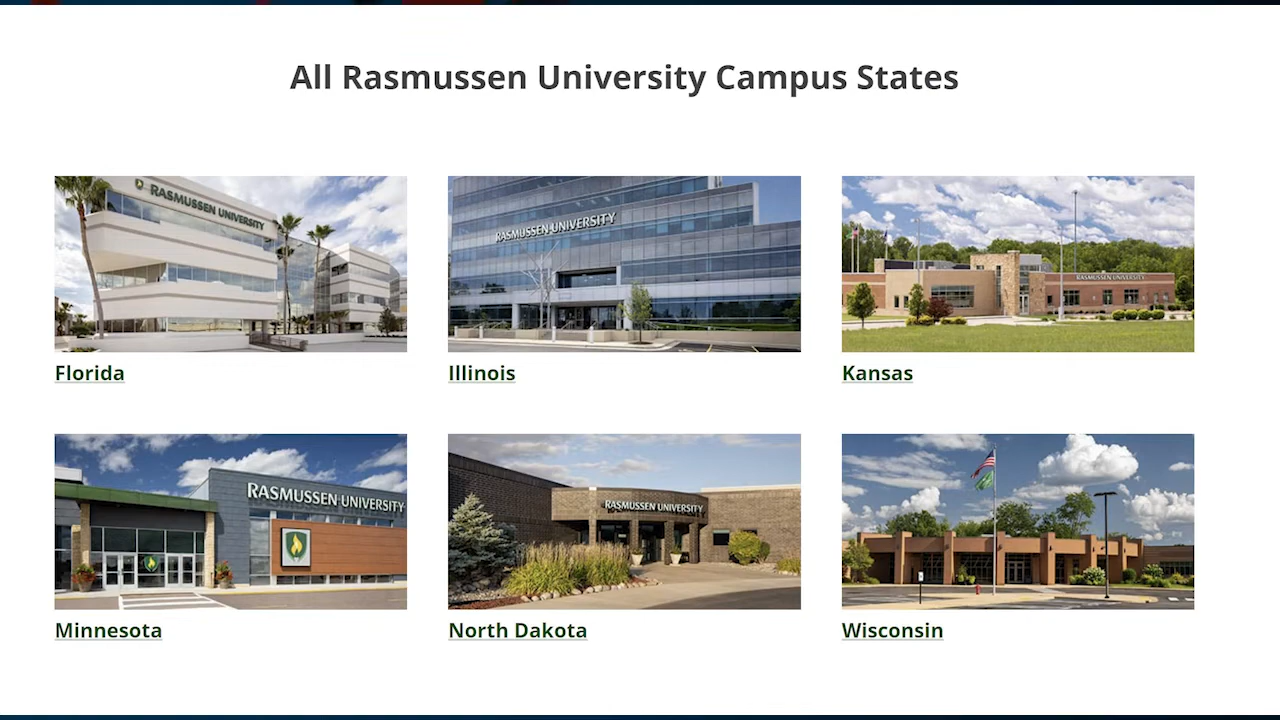 All Rasmussen University Campus States
RASMUSSEN UNIVERSITY
RASMUSSEN UNIVERSITY
RASMUSSEN UNIVERSITY
Florida
Illinois
Kansas
RASMUSSEN UNIVERSITY
RASMUSSEN UNIVERSITY
Minnesota
North Dakota
Wisconsin